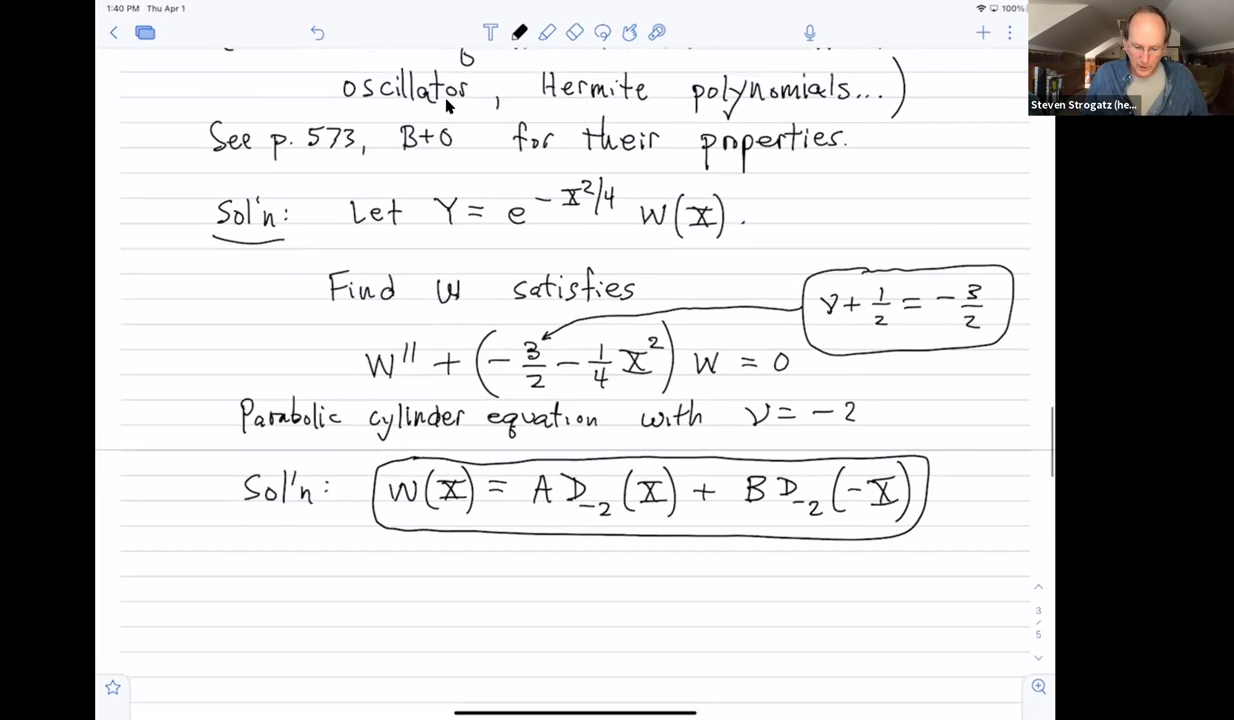 1:40 PM Thu Apr 1
100%
Steven Strogatz (he...
oscillator, Hermite polynomials...)
See p. 573, B+O for their properties.
Sol'n: Let Y = e^{-X²/4} W(X).
Find W satisfies
ν + 1/2 = -3/2
W'' + (-3/2 - 1/4 X²) W = 0
Parabolic cylinder equation with ν = -2
Sol'n: W(X) = A D_{-2}(X) + B D_{-2}(-X)
3
/
5